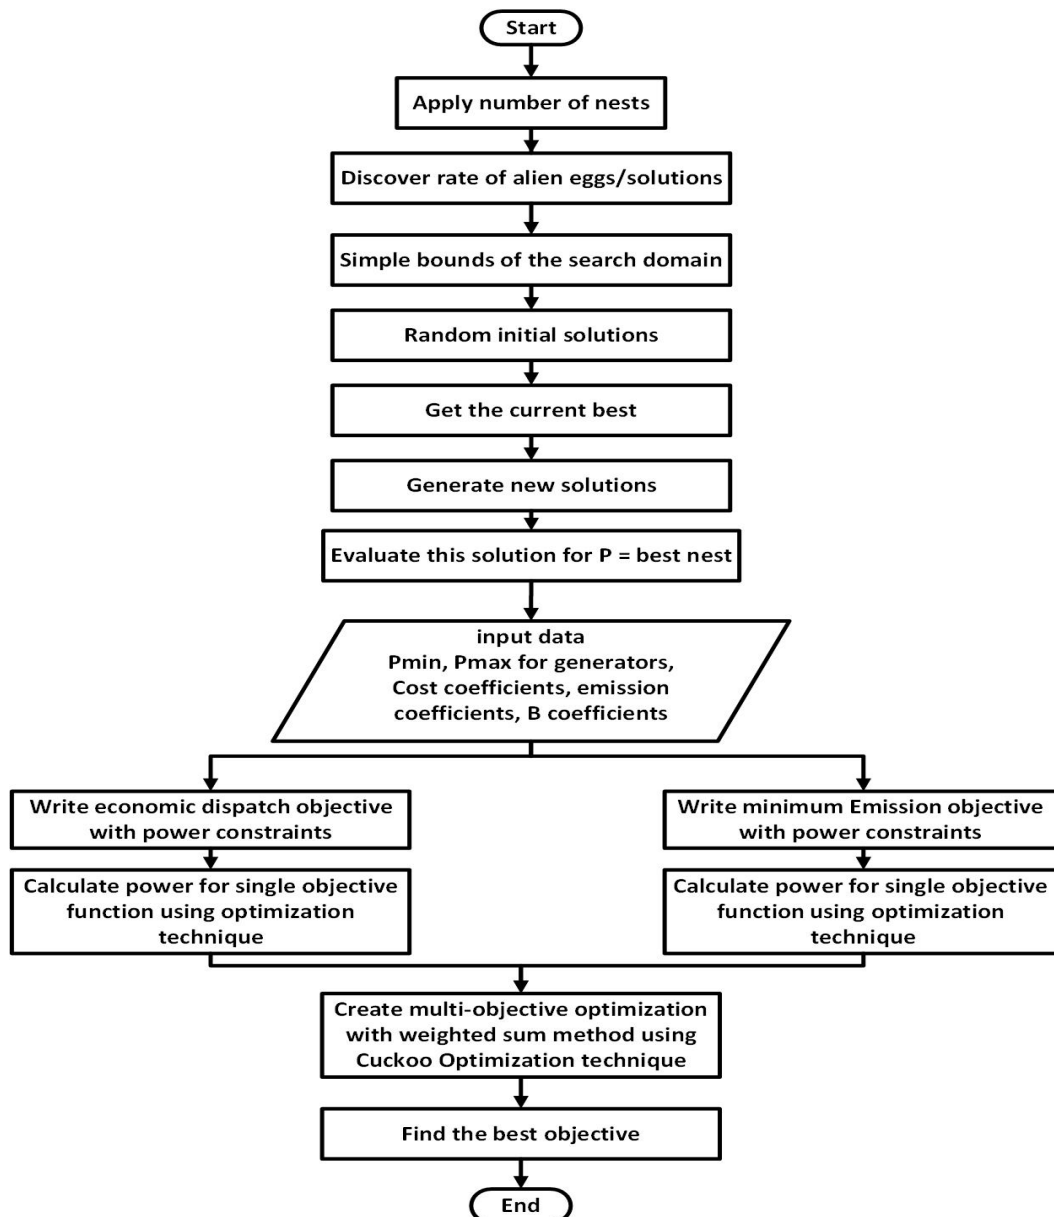 Start
Apply number of nests
Discover rate of alien eggs/solutions
Simple bounds of the search domain
Random initial solutions
Get the current best
Generate new solutions
Evaluate this solution for P = best nest
input data
Pmin, Pmax for generators,
Cost coefficients, emission
coefficients, B coefficients
Write economic dispatch objective
with power constraints
Calculate power for single objective
function using optimization
technique
Write minimum Emission objective
with power constraints
Calculate power for single objective
function using optimization
technique
Create multi-objective optimization
with weighted sum method using
Cuckoo Optimization technique
Find the best objective
End